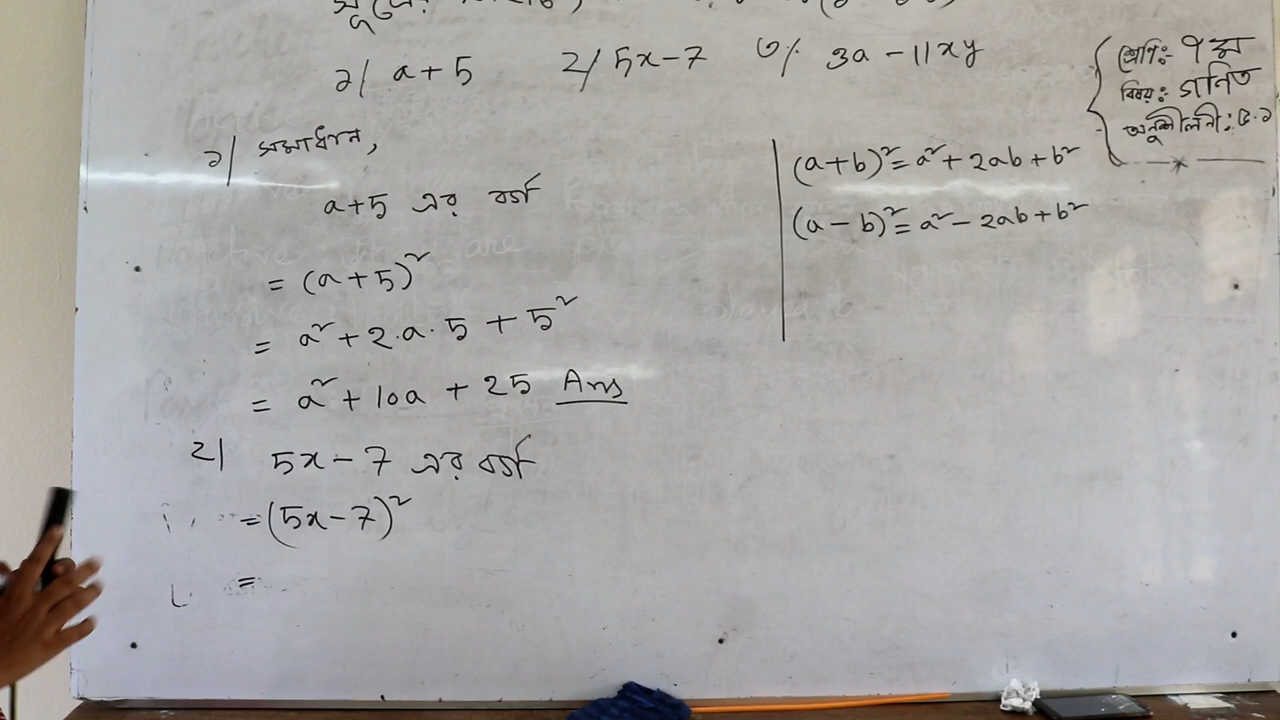 সূত্রের
১| a + 5 2/ 5x - 7 ৩/. 3a - 11xy
শ্রেণি:- ৭ম
বিষয়:- গনিত
অনুশীলনী: ৫.১
১| সমাধান,
a+5 এর বর্গ
= (a + 5)²
= a² + 2.a.5 + 5²
= a² + 10a + 25 Ans
2| 5x - 7 এর বর্গ
= (5x - 7)²
=
(a+b)² = a² + 2ab + b²
(a - b)² = a² - 2ab + b²